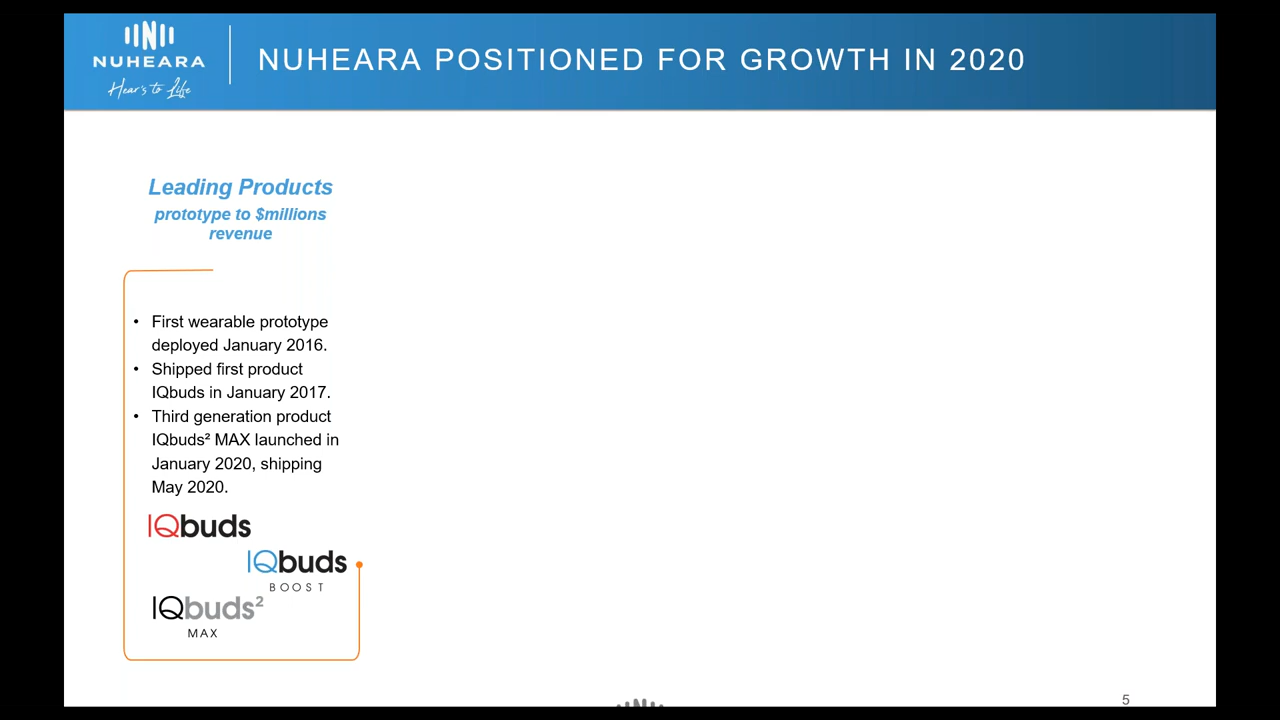 NUHEARA
Hear's to Life
NUHEARA POSITIONED FOR GROWTH IN 2020
Leading Products
prototype to $millions
revenue
• First wearable prototype
deployed January 2016.
• Shipped first product
IQbuds in January 2017.
• Third generation product
IQbuds² MAX launched in
January 2020, shipping
May 2020.
IQbuds
IQbuds
BOOST
IQbuds²
MAX
5